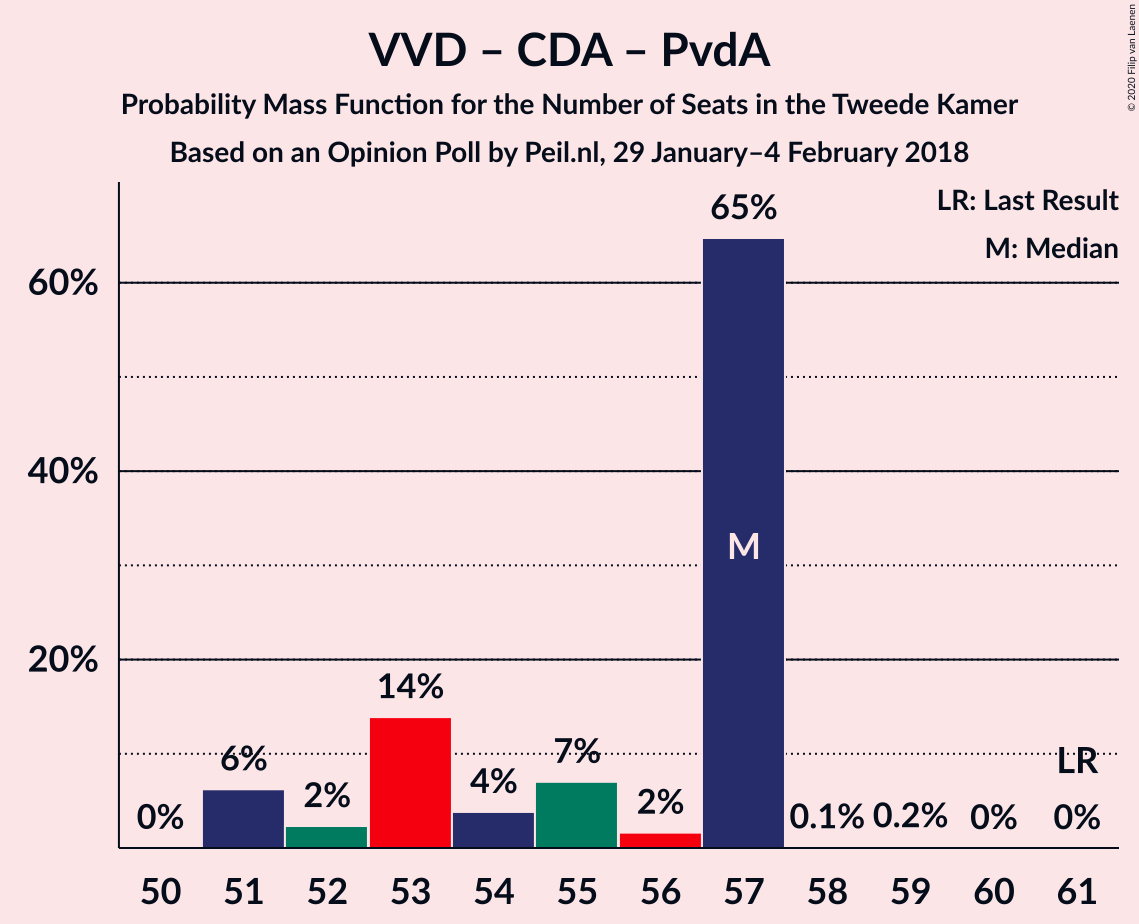 VVD – CDA – PvdA
Probability Mass Function for the Number of Seats in the Tweede Kamer
Based on an Opinion Poll by Peil.nl, 29 January–4 February 2018
© 2020 Filip van Laenen
LR: Last Result
M: Median
65%
60%
M
40%
20%
14%
6%
7%
LR
2%
4%
2%
0%
0.1%
0.2%
0%
0%
50 51 52 53 54 55 56 57 58 59 60 61